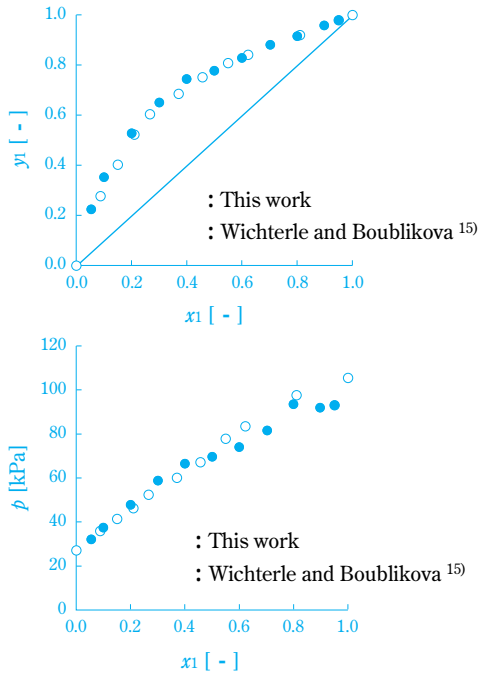 1.0
0.8
0.6
0.4
0.2
0.0
y1 [ - ]
: This work
: Wichterle and Boublikova 15)
0.0 0.2 0.4 0.6 0.8 1.0
x1 [ - ]
120
100
80
60
40
20
0
p [kPa]
: This work
: Wichterle and Boublikova 15)
0.0 0.2 0.4 0.6 0.8 1.0
x1 [ - ]